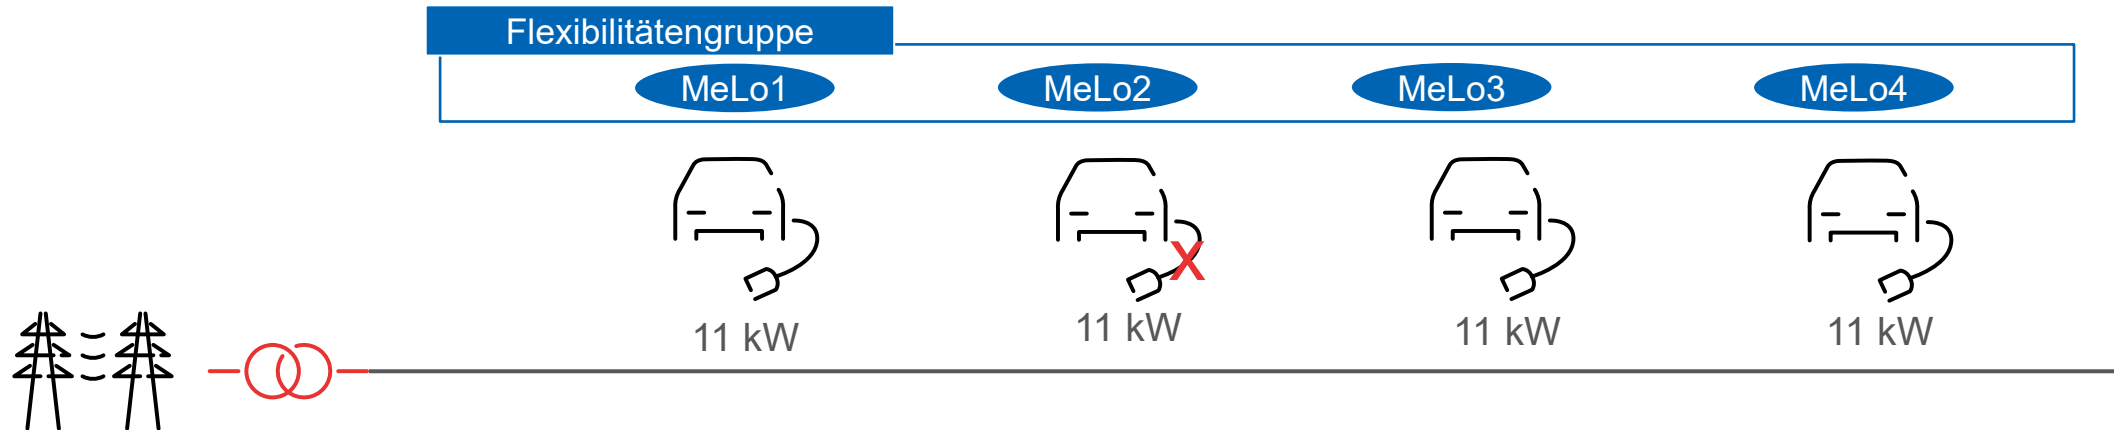 Flexibilitätengruppe
MeLo1 MeLo2 MeLo3 MeLo4
X
11 kW 11 kW 11 kW 11 kW